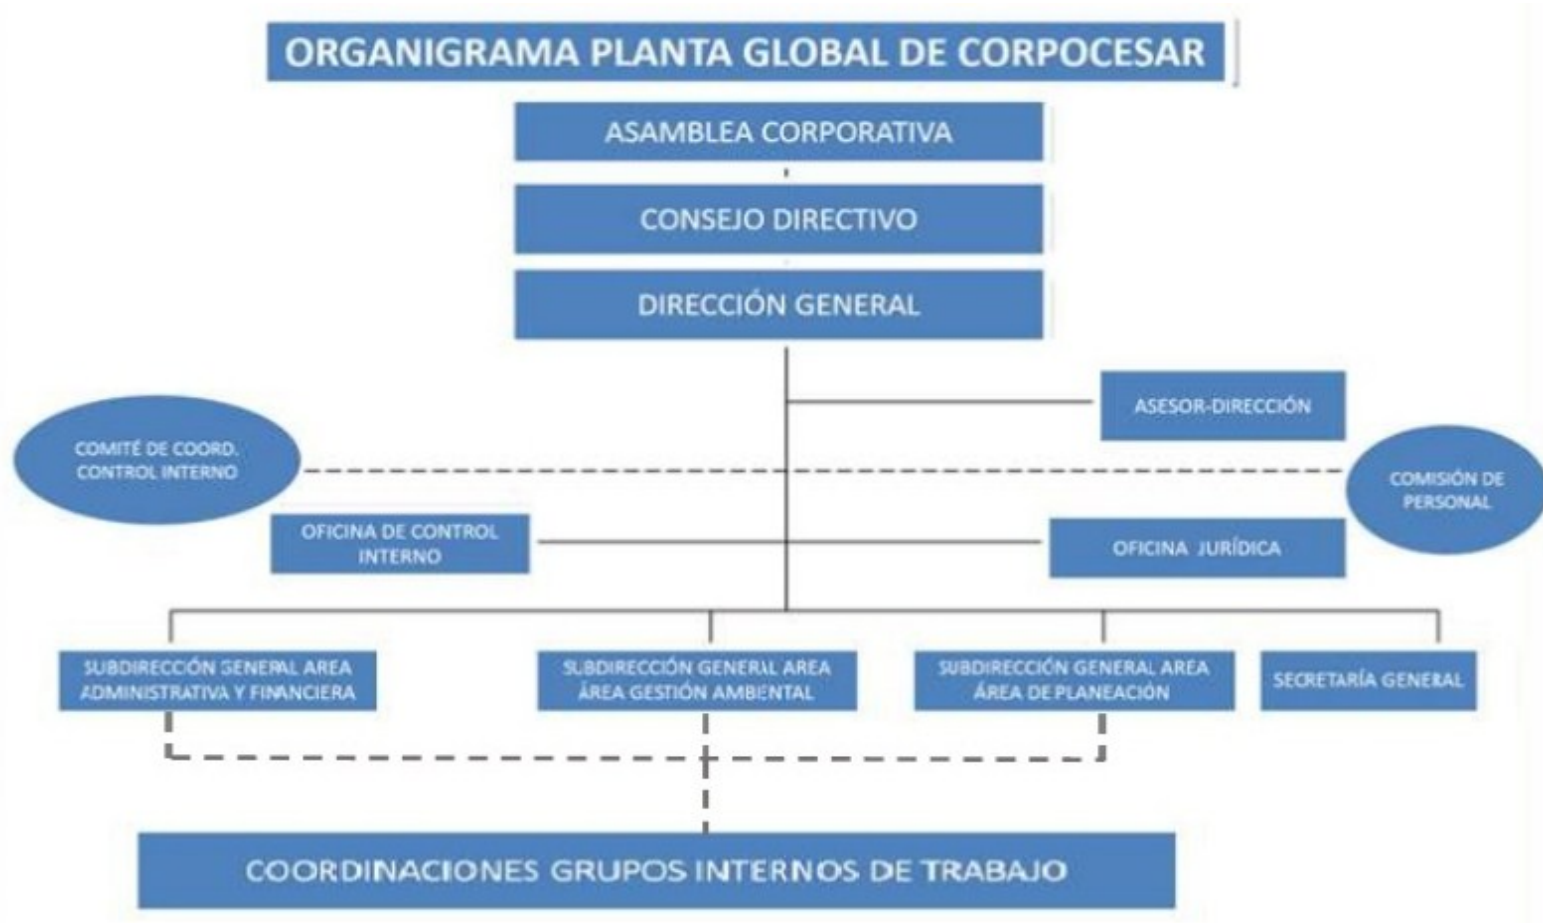 ORGANIGRAMA PLANTA GLOBAL DE CORPOCESAR
ASAMBLEA CORPORATIVA
CONSEJO DIRECTIVO
DIRECCIÓN GENERAL
ASESOR-DIRECCIÓN
COMITÉ DE COORD.
CONTROL INTERNO
COMISIÓN DE
PERSONAL
OFICINA DE CONTROL
INTERNO
OFICINA JURÍDICA
SUBDIRECCIÓN GENERAL AREA
ADMINISTRATIVA Y FINANCIERA
SUBDIRECCIÓN GENERAL AREA
ÁREA GESTIÓN AMBIENTAL
SUBDIRECCIÓN GENERAL AREA
ÁREA DE PLANEACIÓN
SECRETARÍA GENERAL
COORDINACIONES GRUPOS INTERNOS DE TRABAJO